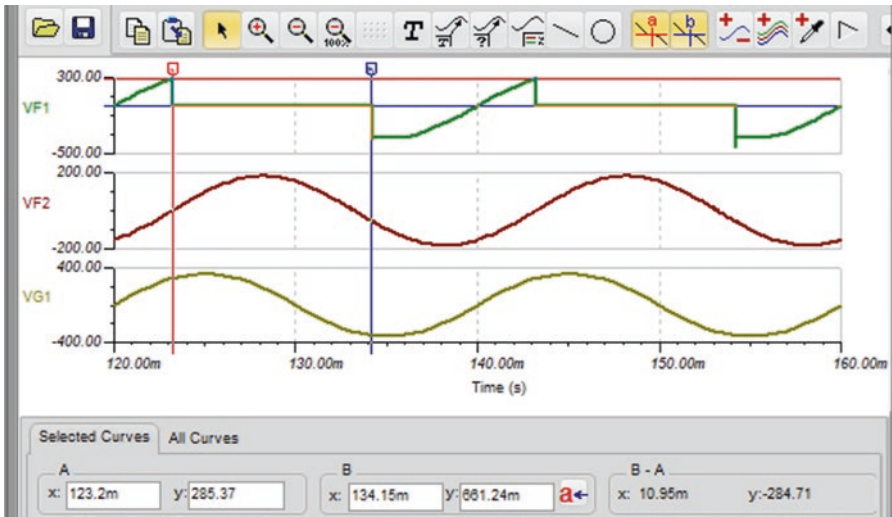 100%
T
a
b
300.00
VF1
-500.00
200.00
VF2
-200.00
400.00
VG1
-400.00
120.00m 130.00m 140.00m 150.00m 160.00m
Time (s)
Selected Curves All Curves
A B B - A
x: 123.2m y: 285.37 x: 134.15m y: 661.24m a← x: 10.95m y:-284.71